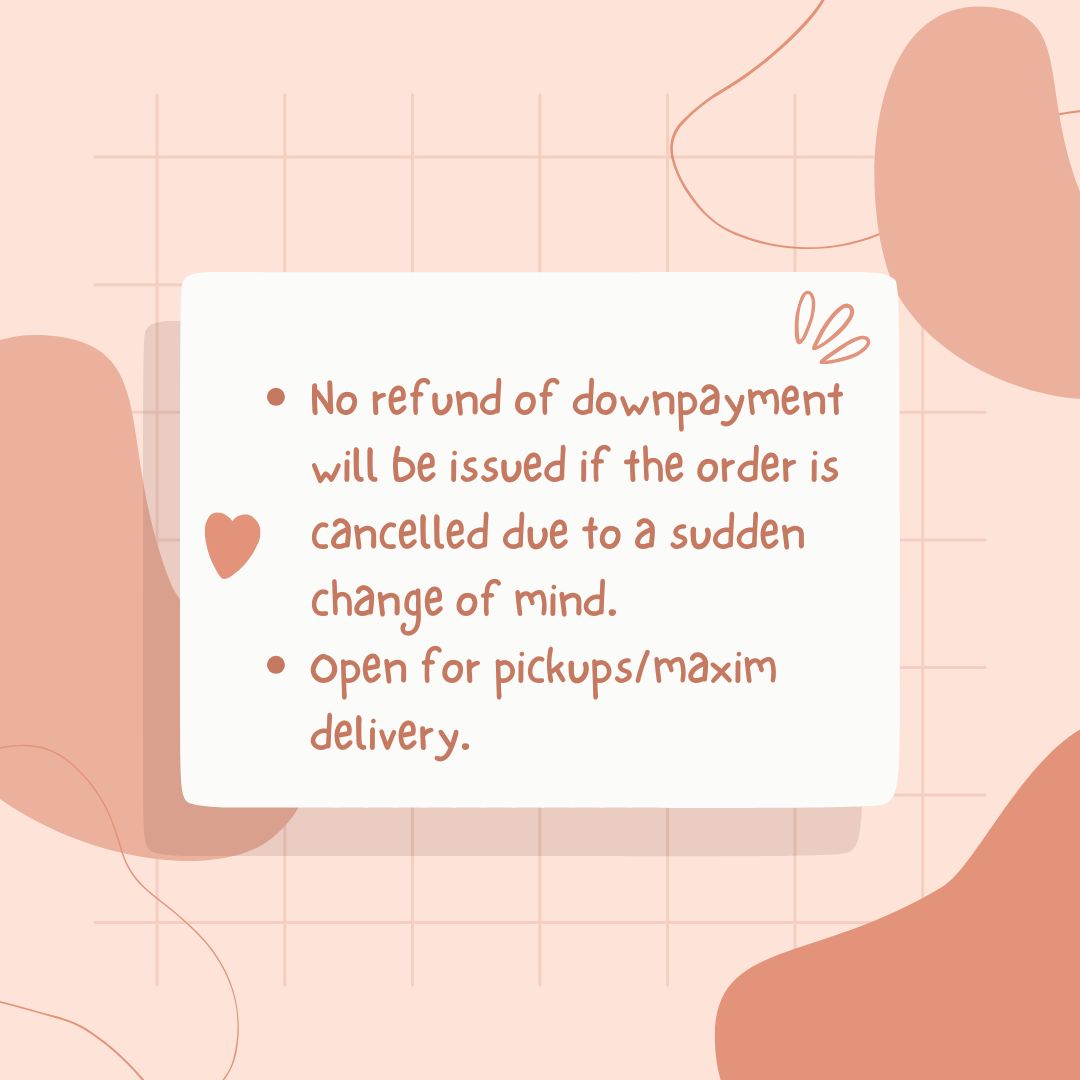 • No refund of downpayment
will be issued if the order is
cancelled due to a sudden
change of mind.
• Open for pickups/maxim
delivery.